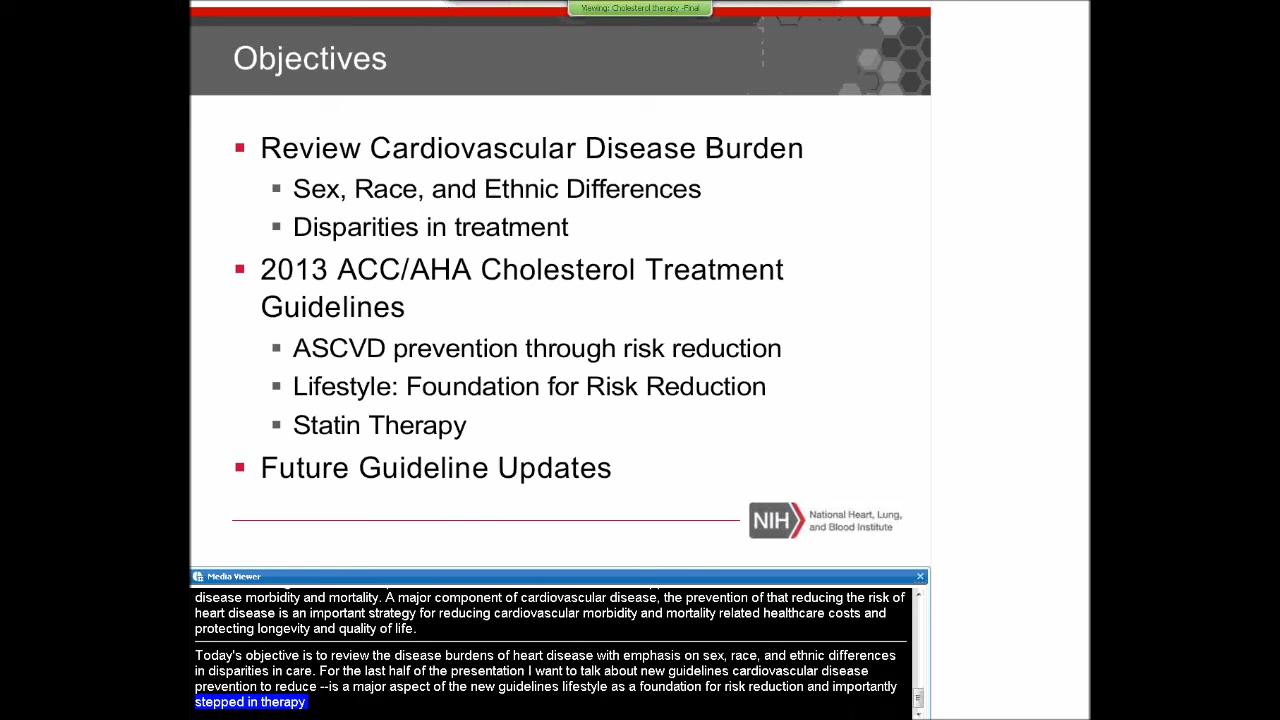 Viewing: Cholesterol therapy -Final
Objectives
Review Cardiovascular Disease Burden
Sex, Race, and Ethnic Differences
Disparities in treatment
2013 ACC/AHA Cholesterol Treatment
Guidelines
ASCVD prevention through risk reduction
Lifestyle: Foundation for Risk Reduction
Statin Therapy
Future Guideline Updates
NIH National Heart, Lung,
and Blood Institute
Media Viewer
disease morbidity and mortality. A major component of cardiovascular disease, the prevention of that reducing the risk of
heart disease is an important strategy for reducing cardiovascular morbidity and mortality related healthcare costs and
protecting longevity and quality of life.
Today's objective is to review the disease burdens of heart disease with emphasis on sex, race, and ethnic differences
in disparities in care. For the last half of the presentation I want to talk about new guidelines cardiovascular disease
prevention to reduce --is a major aspect of the new guidelines lifestyle as a foundation for risk reduction and importantly
stepped in therapy